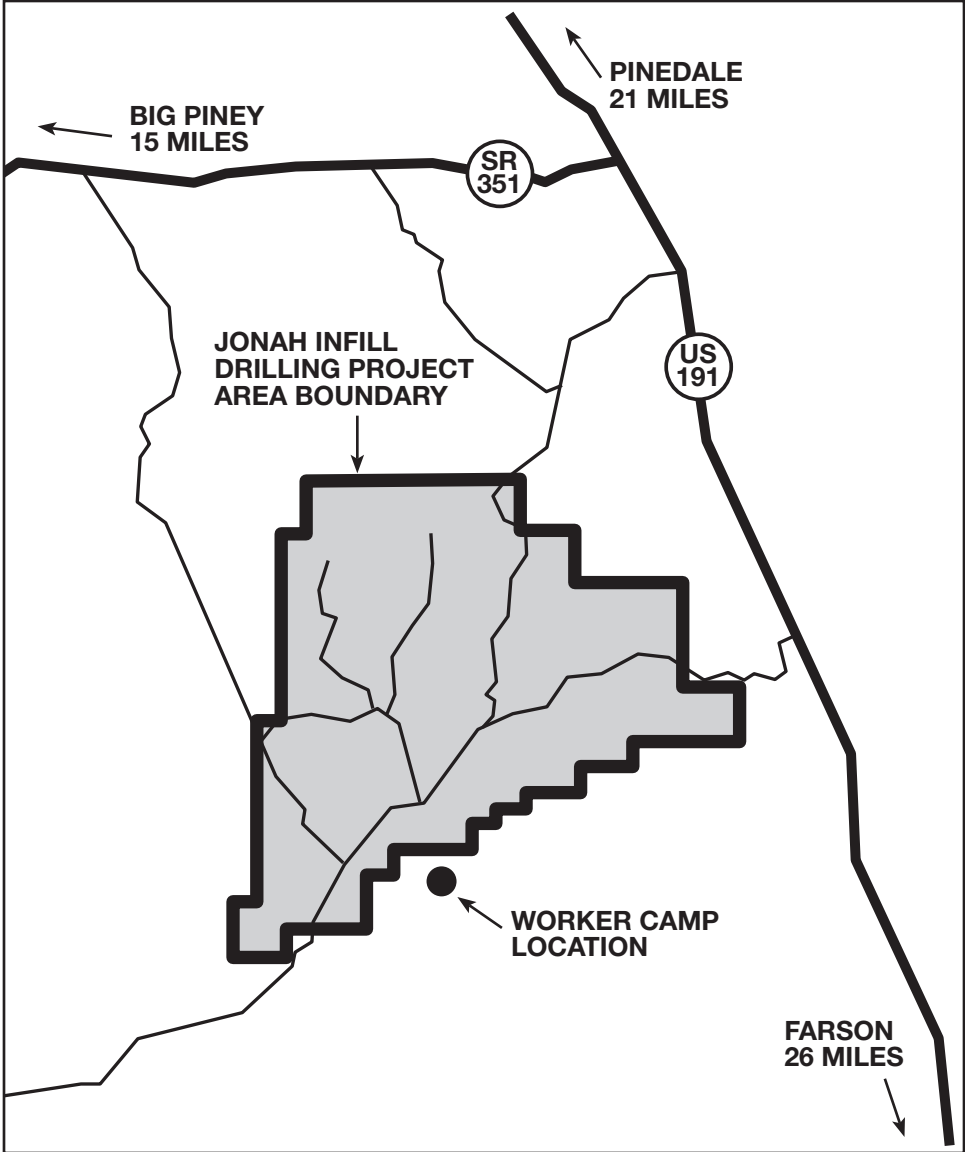 PINEDALE
21 MILES
BIG PINEY
15 MILES
SR
351
JONAH INFILL
DRILLING PROJECT
AREA BOUNDARY
US
191
WORKER CAMP
LOCATION
FARSON
26 MILES